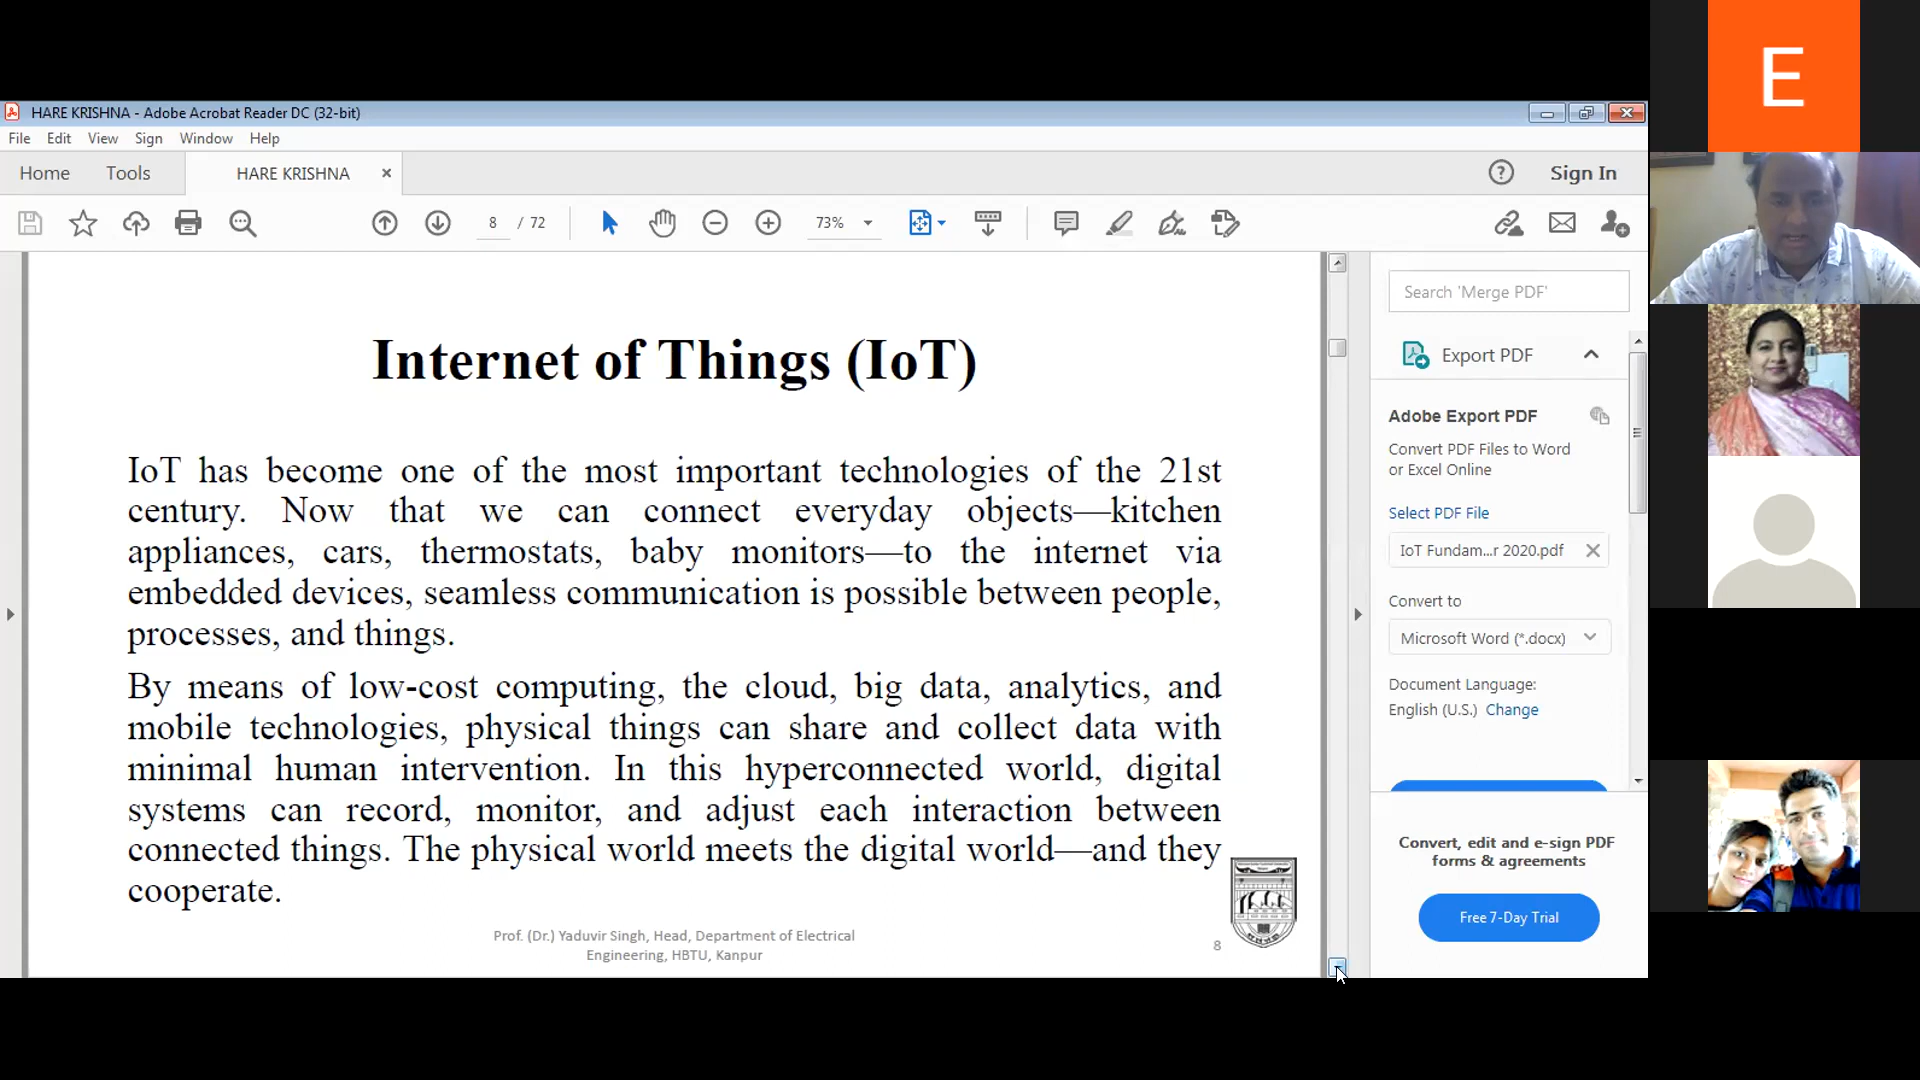 HARE KRISHNA - Adobe Acrobat Reader DC (32-bit)
File Edit View Sign Window Help
Home Tools HARE KRISHNA × ? Sign In
8 / 72 73%
Internet of Things (IoT)
IoT has become one of the most important technologies of the 21st
century. Now that we can connect everyday objects—kitchen
appliances, cars, thermostats, baby monitors—to the internet via
embedded devices, seamless communication is possible between people,
processes, and things.
By means of low-cost computing, the cloud, big data, analytics, and
mobile technologies, physical things can share and collect data with
minimal human intervention. In this hyperconnected world, digital
systems can record, monitor, and adjust each interaction between
connected things. The physical world meets the digital world—and they
cooperate.
Prof. (Dr.) Yaduvir Singh, Head, Department of Electrical
Engineering, HBTU, Kanpur
8
Search 'Merge PDF'
Export PDF
Adobe Export PDF
Convert PDF Files to Word
or Excel Online
Select PDF File
IoT Fundam...r 2020.pdf
Convert to
Microsoft Word (*.docx)
Document Language:
English (U.S.) Change
Convert, edit and e-sign PDF
forms & agreements
Free 7-Day Trial
E